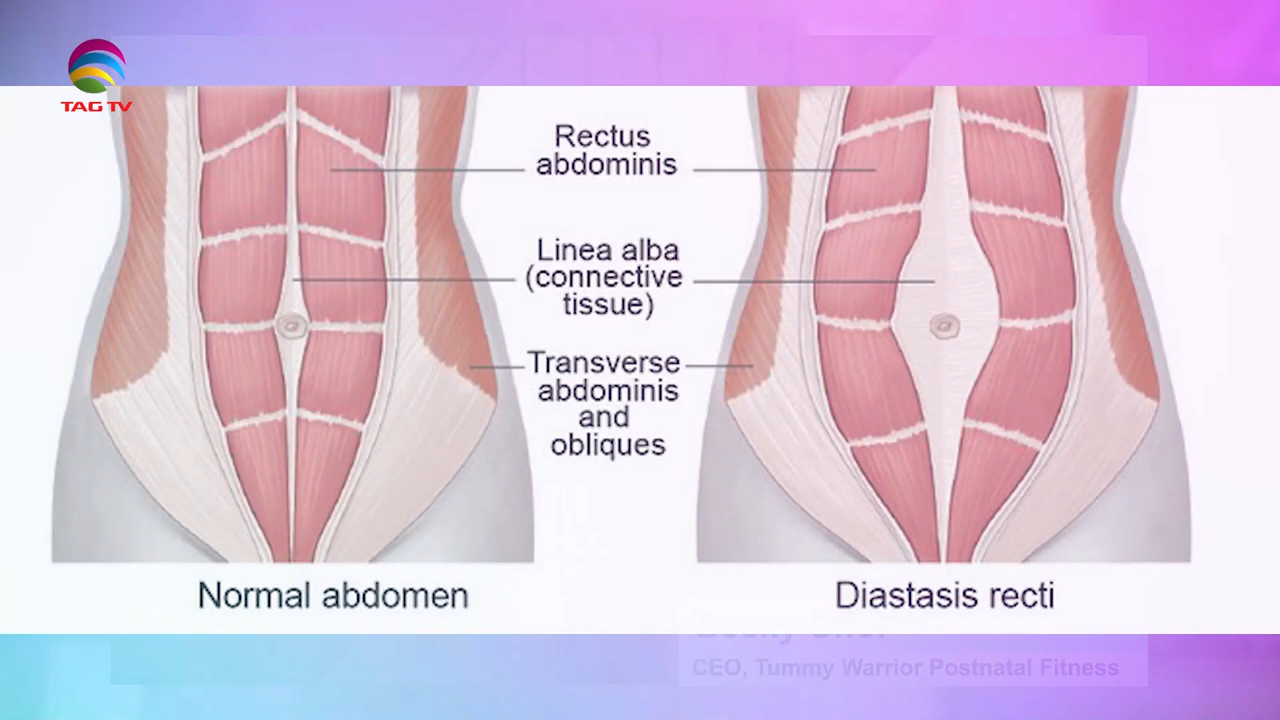 TAG TV
Rectus
abdominis
Linea alba
(connective
tissue)
Transverse
abdominis
and
obliques
Normal abdomen
Diastasis recti
CEO, Tummy Warrior Postnatal Fitness